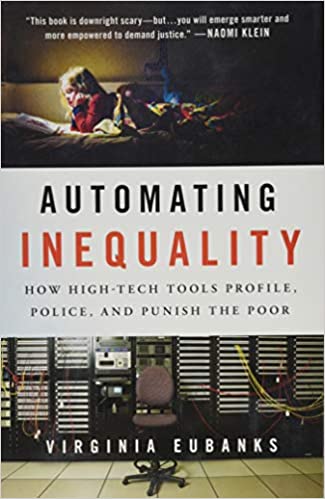 "This book is downright scary—but...you will emerge smarter and
more empowered to demand justice." —NAOMI KLEIN
AUTOMATING
INEQUALITY
HOW HIGH-TECH TOOLS PROFILE,
POLICE, AND PUNISH THE POOR
VIRGINIA EUBANKS